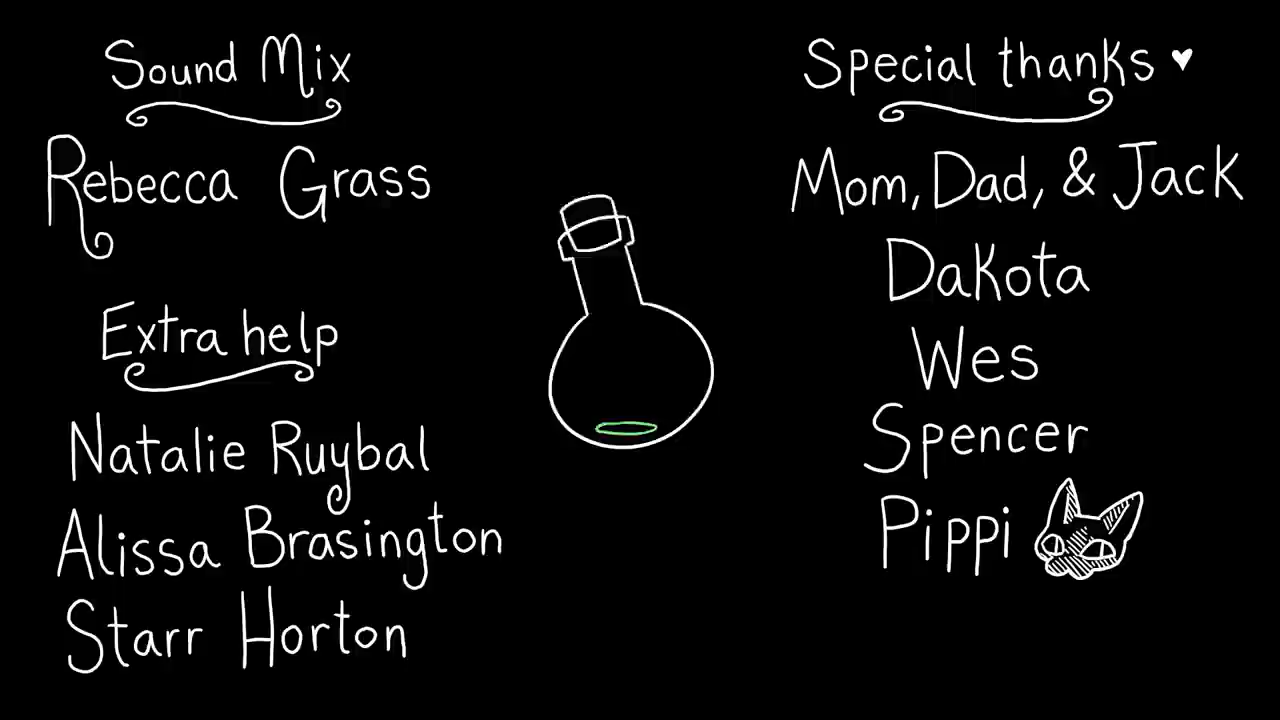 Sound Mix
Rebecca Grass
Extra help
Natalie Ruybal
Alissa Brasington
Starr Horton
Special thanks ♥
Mom, Dad, & Jack
Dakota
Wes
Spencer
Pippi